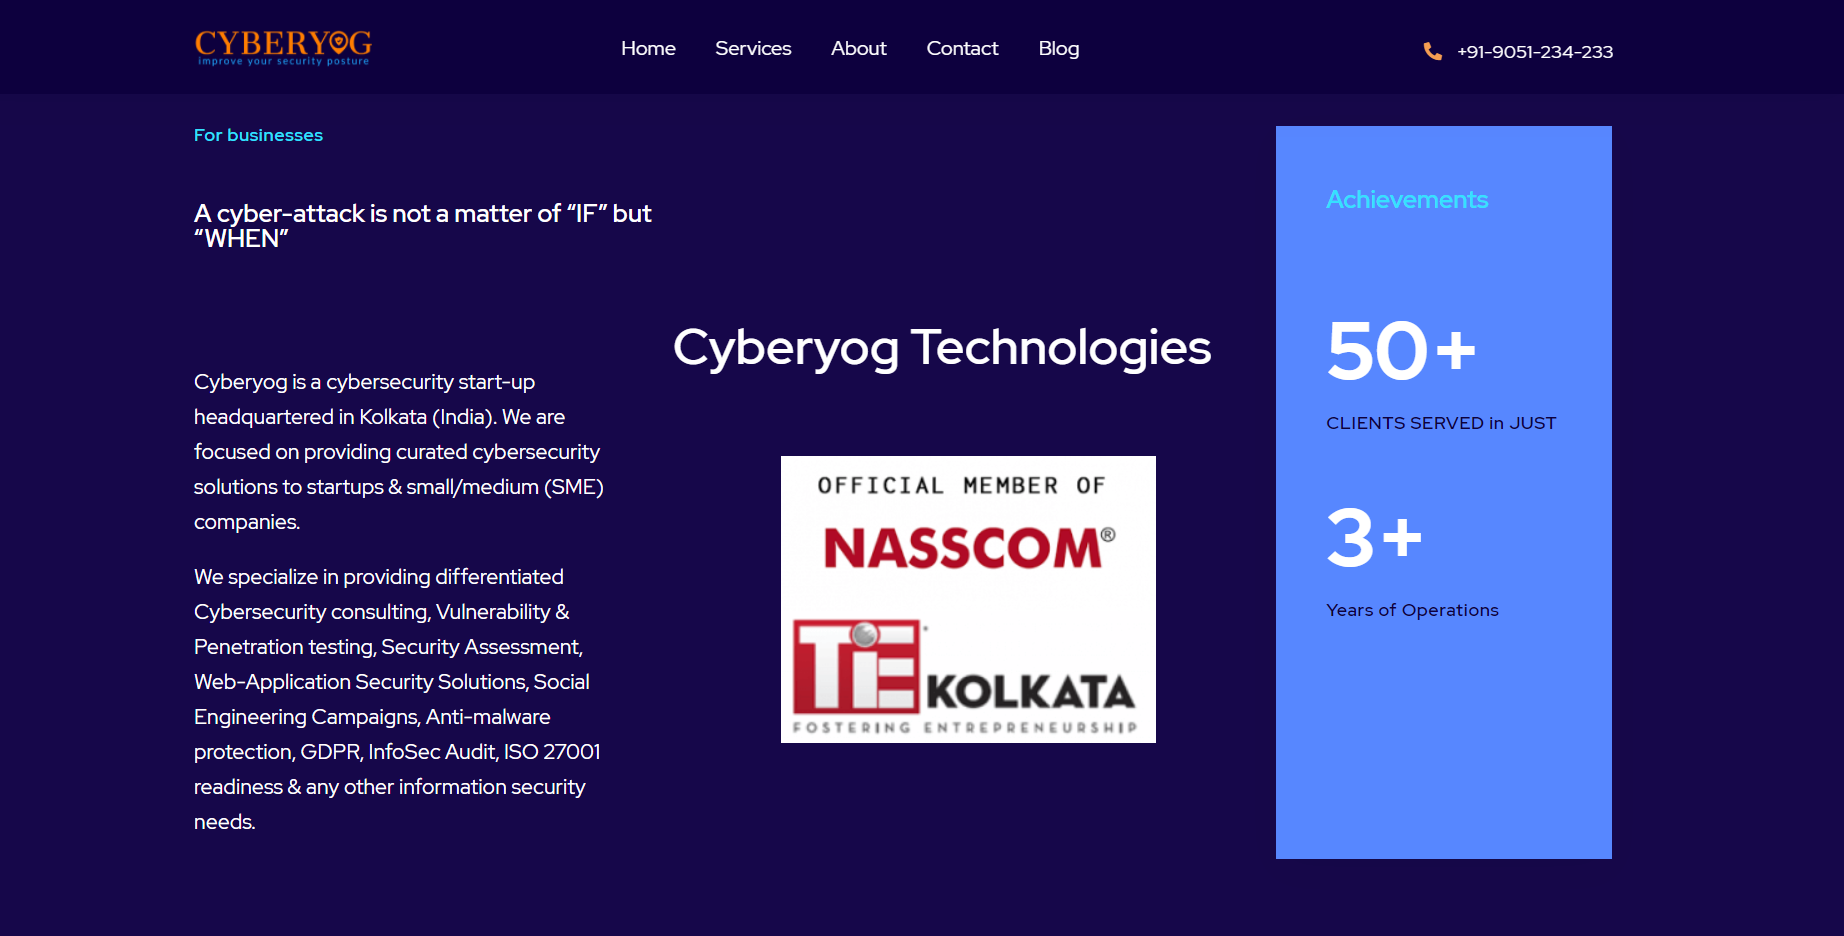 CYBERYOG
improve your security posture
Home
Services
About
Contact
Blog
+91-9051-234-233
For businesses
A cyber-attack is not a matter of “IF” but
“WHEN”
Cyberyog is a cybersecurity start-up
headquartered in Kolkata (India). We are
focused on providing curated cybersecurity
solutions to startups & small/medium (SME)
companies.
We specialize in providing differentiated
Cybersecurity consulting, Vulnerability &
Penetration testing, Security Assessment,
Web-Application Security Solutions, Social
Engineering Campaigns, Anti-malware
protection, GDPR, InfoSec Audit, ISO 27001
readiness & any other information security
needs.
Cyberyog Technologies
OFFICIAL MEMBER OF
NASSCOM®
TiE KOLKATA
FOSTERING ENTREPRENEURSHIP
Achievements
50+
CLIENTS SERVED in JUST
3+
Years of Operations